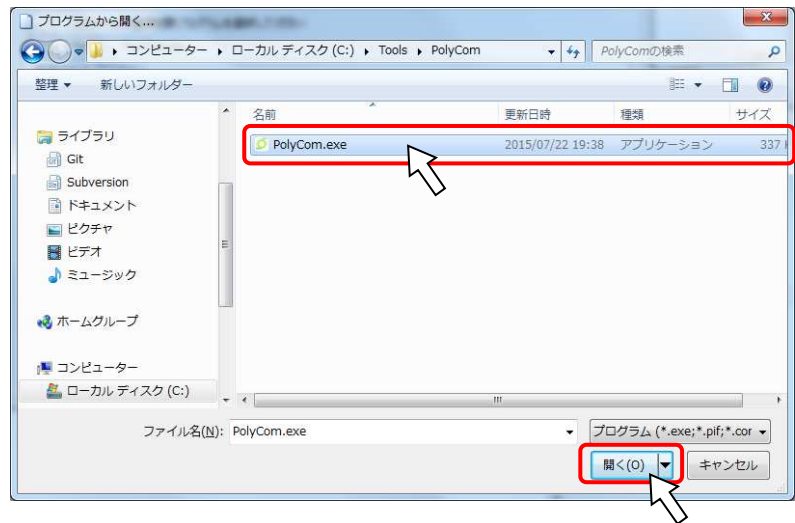 プログラムから開く...
コンピューター ▸ ローカル ディスク (C:) ▸ Tools ▸ PolyCom
PolyComの検索
整理 新しいフォルダー
名前 更新日時 種類 サイズ
PolyCom.exe 2015/07/22 19:38 アプリケーション 337
ライブラリ
Git
Subversion
ドキュメント
ピクチャ
ビデオ
ミュージック
ホームグループ
コンピューター
ローカル ディスク (C:)
ファイル名(N): PolyCom.exe
プログラム (*.exe;*.pif;*.cor
開く(O) キャンセル